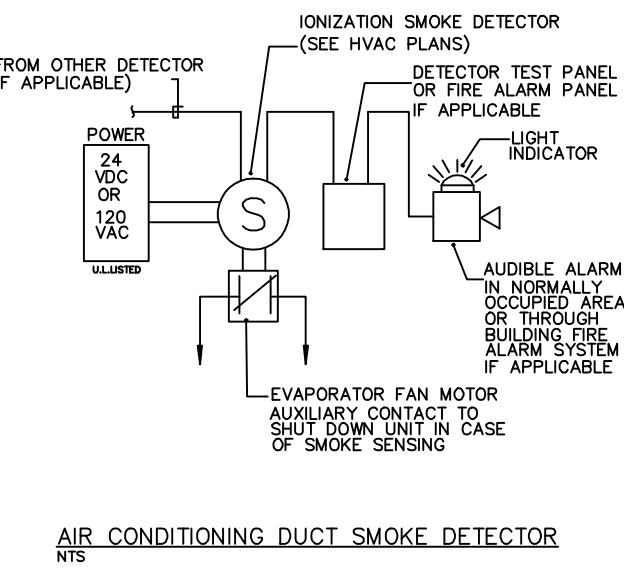 IONIZATION SMOKE DETECTOR
(SEE HVAC PLANS)
FROM OTHER DETECTOR
IF APPLICABLE)
DETECTOR TEST PANEL
OR FIRE ALARM PANEL
IF APPLICABLE
POWER
24
VDC
OR
120
VAC
U.L.LISTED
S
LIGHT
INDICATOR
AUDIBLE ALARM
IN NORMALLY
OCCUPIED AREA
OR THROUGH
BUILDING FIRE
ALARM SYSTEM
IF APPLICABLE
EVAPORATOR FAN MOTOR
AUXILIARY CONTACT TO
SHUT DOWN UNIT IN CASE
OF SMOKE SENSING
AIR CONDITIONING DUCT SMOKE DETECTOR
NTS